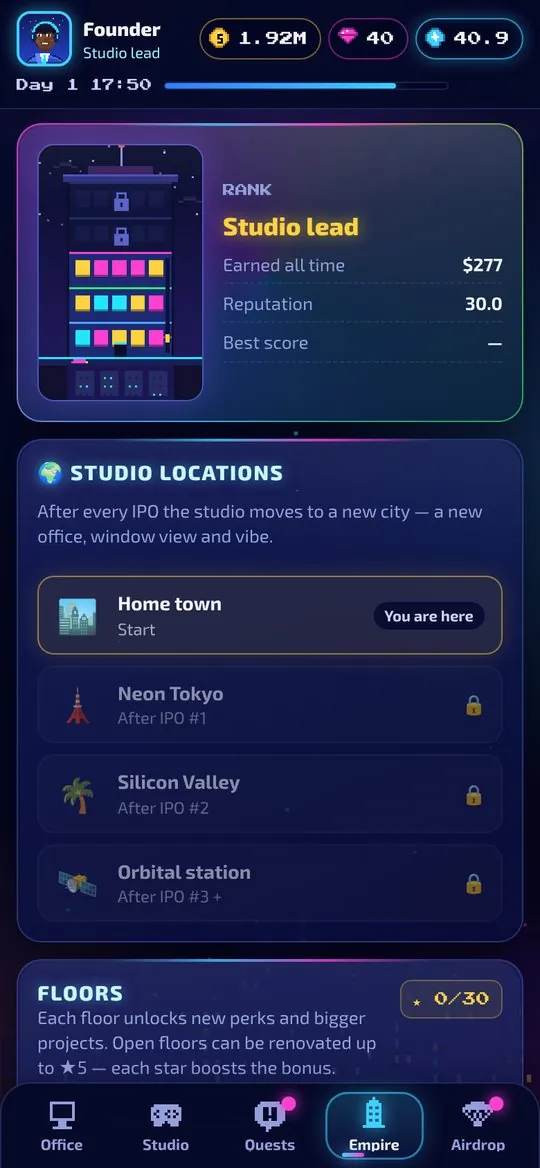 Founder
Studio lead
1.92M
40
40.9
Day 1 17:50
RANK
Studio lead
Earned all time $277
Reputation 30.0
Best score —
🌍 STUDIO LOCATIONS
After every IPO the studio moves to a new city — a new
office, window view and vibe.
Home town
Start
You are here
Neon Tokyo
After IPO #1
Silicon Valley
After IPO #2
Orbital station
After IPO #3 +
FLOORS
★ 0/30
Each floor unlocks new perks and bigger
projects. Open floors can be renovated up
to ★5 — each star boosts the bonus.
Office
Studio
Quests
Empire
Airdrop